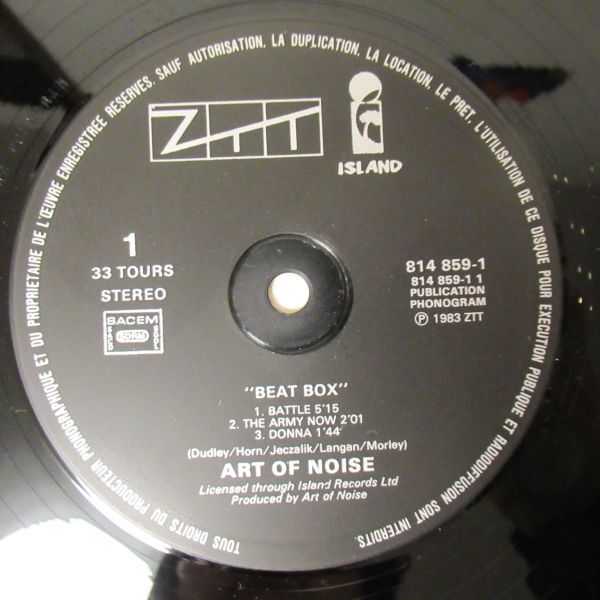 TOUS DROITS DU PRODUCTEUR PHONOGRAPHIQUE ET DU PROPRIETAIRE DE L'ŒUVRE ENREGISTREE RESERVES. SAUF AUTORISATION, LA DUPLICATION, LA LOCATION, LE PRET, L'UTILISATION DE CE DISQUE POUR EXECUTION PUBLIQUE ET RADIODIFFUSION SONT INTERDITS.
ZTT
ISLAND
1
33 TOURS
STEREO
SACEM
SACD
SDRM
SGDL
814 859-1
814 859-1 1
PUBLICATION
PHONOGRAM
℗ 1983 ZTT
"BEAT BOX"
1. BATTLE 5'15
2. THE ARMY NOW 2'01
3. DONNA 1'44
(Dudley/Horn/Jeczalik/Langan/Morley)
ART OF NOISE
Licensed through Island Records Ltd
Produced by Art of Noise